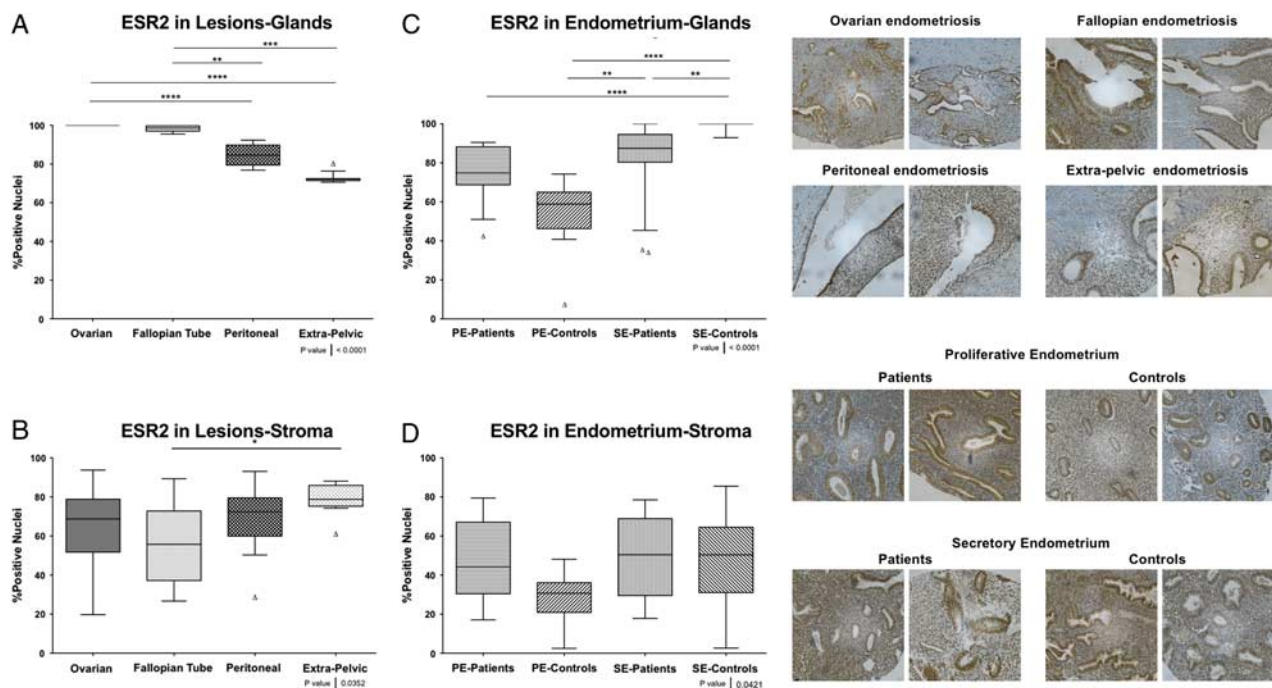 A
ESR2 in Lesions-Glands
***
**
****
****
%Positive Nuclei
100
80
60
40
20
0
Ovarian
Fallopian Tube
Peritoneal
Extra-Pelvic
P value | < 0.0001
B
ESR2 in Lesions-Stroma
*
%Positive Nuclei
100
80
60
40
20
0
Ovarian
Fallopian Tube
Peritoneal
Extra-Pelvic
P value | 0.0352
C
ESR2 in Endometrium-Glands
****
**
**
****
%Positive Nuclei
100
80
60
40
20
0
PE-Patients
PE-Controls
SE-Patients
SE-Controls
P value | < 0.0001
D
ESR2 in Endometrium-Stroma
%Positive Nuclei
100
80
60
40
20
0
PE-Patients
PE-Controls
SE-Patients
SE-Controls
P value | 0.0421
Ovarian endometriosis
Fallopian endometriosis
Peritoneal endometriosis
Extra-pelvic endometriosis
Proliferative Endometrium
Patients
Controls
Secretory Endometrium
Patients
Controls